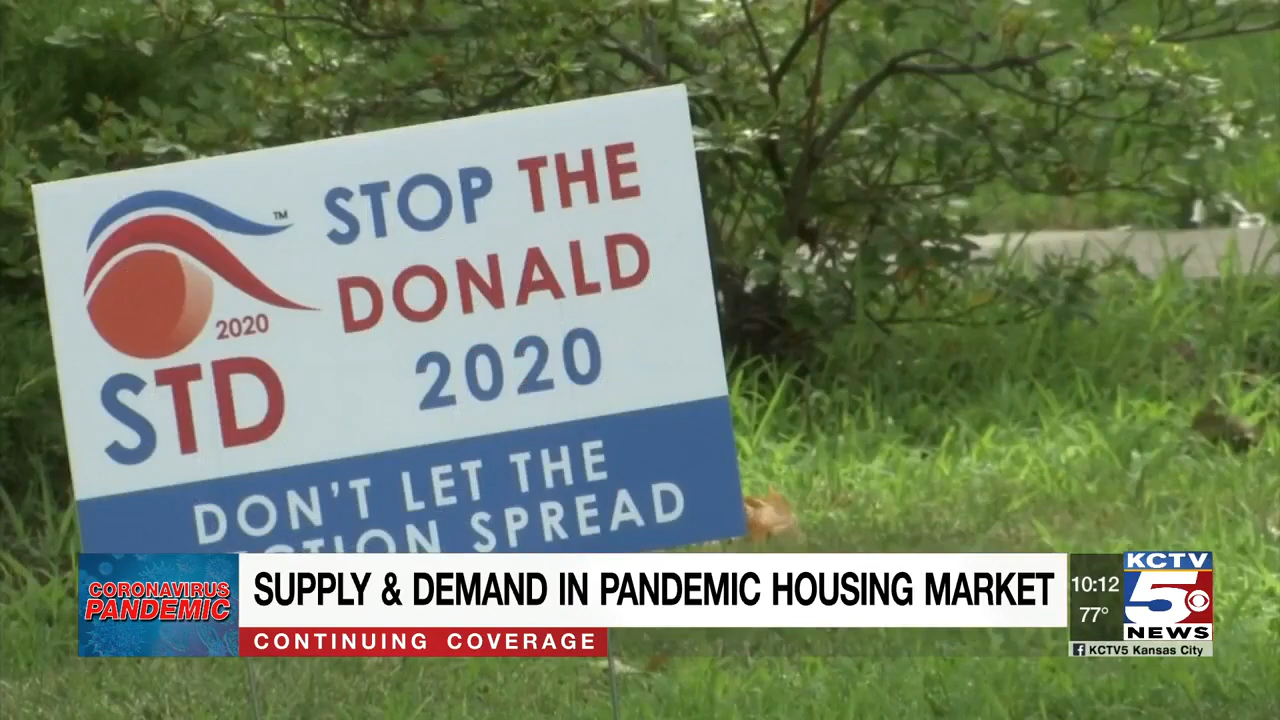 STOP THE
DONALD
2020
TM
2020
STD
DON'T LET THE
SPREAD
CORONAVIRUS
PANDEMIC
SUPPLY & DEMAND IN PANDEMIC HOUSING MARKET
CONTINUING COVERAGE
10:12
77°
KCTV
5
NEWS
f KCTV5 Kansas City